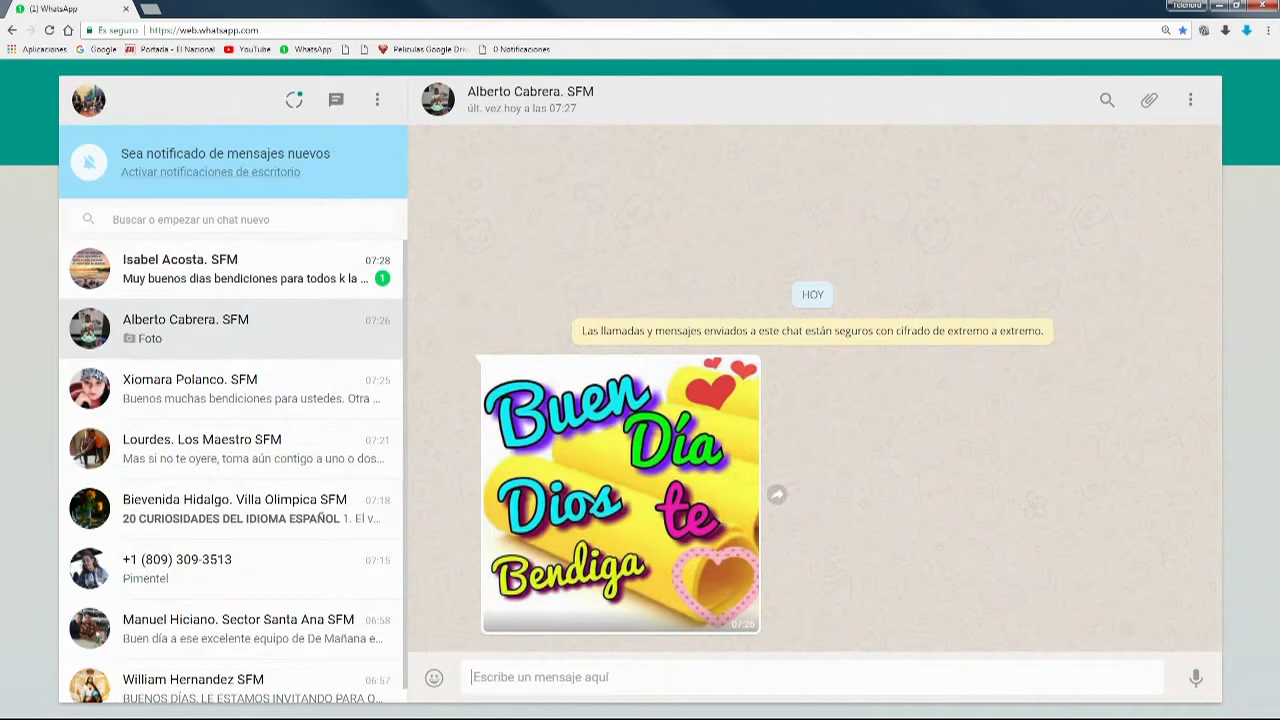 (1) WhatsApp
Telenord
Es seguro
https://web.whatsapp.com
Aplicaciones
Google
Portada - El Nacional
YouTube
WhatsApp
Peliculas Google Driv
0 Notificaciones
Sea notificado de mensajes nuevos
Activar notificaciones de escritorio
Buscar o empezar un chat nuevo
Isabel Acosta. SFM
07:28
Muy buenos dias bendiciones para todos k la ...
1
Alberto Cabrera. SFM
07:26
Foto
Xiomara Polanco. SFM
07:25
Buenos muchas bendiciones para ustedes. Otra ...
Lourdes. Los Maestro SFM
07:21
Mas si no te oyere, toma aún contigo a uno o dos...
Bievenida Hidalgo. Villa Olimpica SFM
07:18
20 CURIOSIDADES DEL IDIOMA ESPAÑOL 1. El v...
+1 (809) 309-3513
07:15
Pimentel
Manuel Hiciano. Sector Santa Ana SFM
06:58
Buen día a ese excelente equipo de De Mañana e...
William Hernandez SFM
06:57
BUENOS DÍAS, LE ESTAMOS INVITANDO PARA Q...
Alberto Cabrera. SFM
últ. vez hoy a las 07:27
HOY
Las llamadas y mensajes enviados a este chat están seguros con cifrado de extremo a extremo.
Buen
Día
Dios te
Bendiga
07:26
Escribe un mensaje aquí